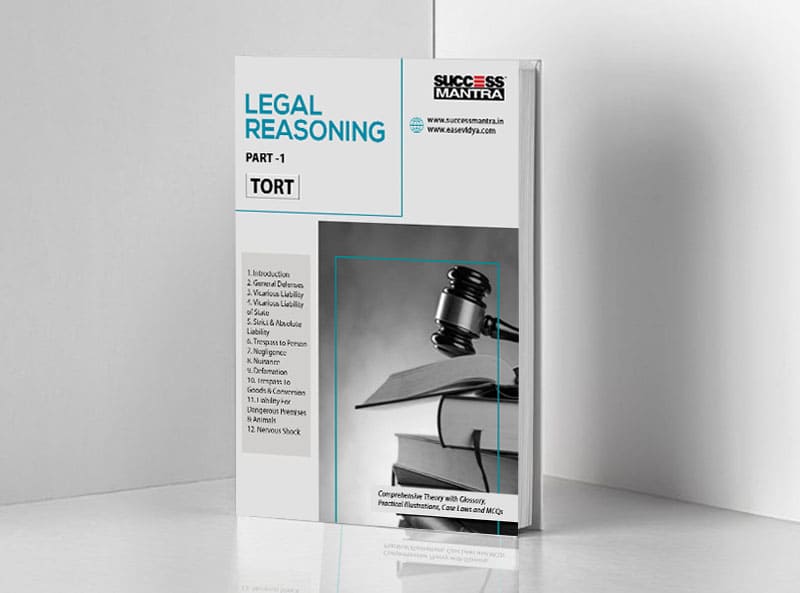 LEGAL
REASONING
PART -1
TORT
SUCCESS
MANTRA
www.successmantra.in
www.easevidya.com
1. Introduction
2. General Defenses
3. Vicarious Liability
4. Vicarious Liability
of State
5. Strict & Absolute
Liability
6. Trespass to Person
7. Negligence
8. Nuisance
9. Defamation
10. Trespass To
Goods & Conversion
11. Liability For
Dangerous Premises
& Animals
12. Nervous Shock
Comprehensive Theory with Glossary,
Practical Illustrations, Case Laws and MCQs